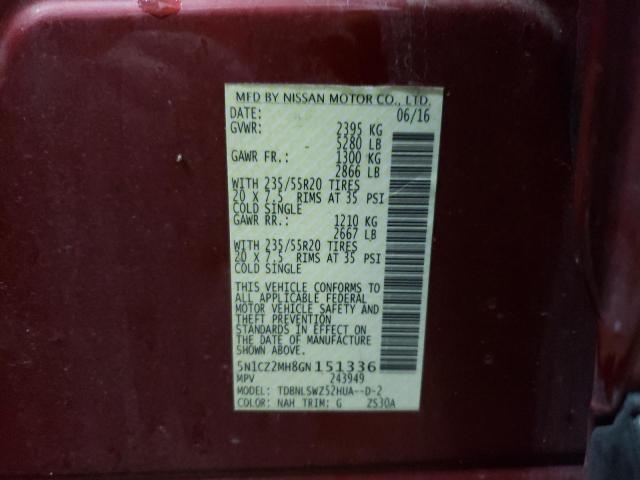 MFD BY NISSAN MOTOR CO., LTD.
DATE: 06/16
GVWR: 2395 KG
5280 LB
GAWR FR.: 1300 KG
2866 LB
WITH 235/55R20 TIRES
20 X 7.5 RIMS AT 35 PSI
COLD SINGLE
GAWR RR.: 1210 KG
2667 LB
WITH 235/55R20 TIRES
20 X 7.5 RIMS AT 35 PSI
COLD SINGLE
THIS VEHICLE CONFORMS TO
ALL APPLICABLE FEDERAL
MOTOR VEHICLE SAFETY AND
THEFT PREVENTION
STANDARDS IN EFFECT ON
THE DATE OF MANUFACTURE
SHOWN ABOVE.
5N1CZ2MH8GN 151336
MPV 243949
MODEL: TDBNLSWZ52HUA--D-2
COLOR: NAH TRIM: G ZS30A